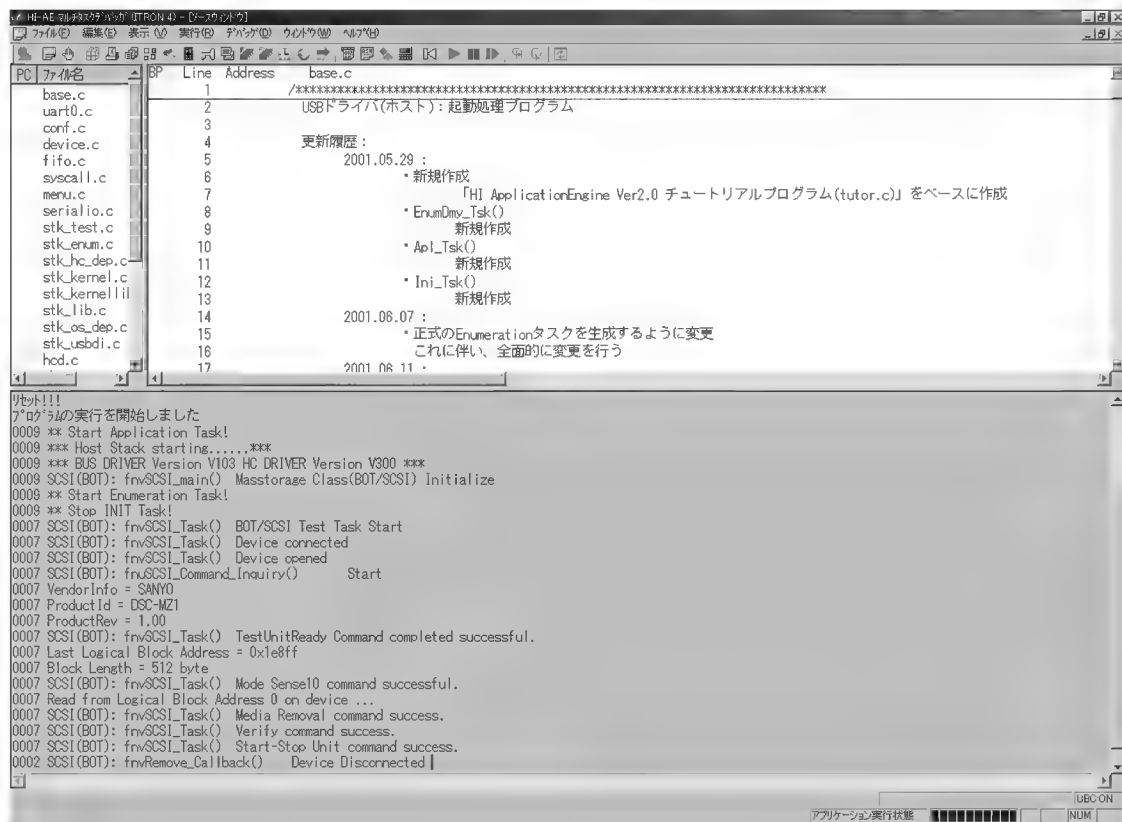 HI-AE マルチタスクデバッガ (ITRON 4) - [ソースウィンドウ]
ファイル(F) 編集(E) 表示(V) 実行(R) デバッグ(D) ウィンドウ(W) ヘルプ(H)
PC ファイル名
base.c
uart0.c
conf.c
device.c
fifo.c
syscall.c
menu.c
serialio.c
stk_test.c
stk_enum.c
stk_hc_dep.c
stk_kernel.c
stk_kernellil
stk_lib.c
stk_os_dep.c
stk_usbdi.c
hcd.c
BP Line Address base.c
1 /*****************************************************************************
2 USBドライバ(ホスト):起動処理プログラム
3
4 更新履歴:
5 2001.05.29 :
6 ・新規作成
7 「HI ApplicationEngine Ver2.0 チュートリアルプログラム(tutor.c)」をベースに作成
8 ・EnumDmy_Tsk()
9 新規作成
10 ・Apl_Tsk()
11 新規作成
12 ・Ini_Tsk()
13 新規作成
14 2001.06.07 :
15 ・正式のEnumerationタスクを生成するように変更
16 これに伴い、全面的に変更を行う
17 2001.06.11 :
リセット!!!
プログラムの実行を開始しました
0009 ** Start Application Task!
0009 *** Host Stack starting......***
0009 *** BUS DRIVER Version V103 HC DRIVER Version V300 ***
0009 SCSI(BOT): fnvSCSI_main() Masstorage Class(BOT/SCSI) Initialize
0009 ** Start Enumeration Task!
0009 ** Stop INIT Task!
0007 SCSI(BOT): fnvSCSI_Task() BOT/SCSI Test Task Start
0007 SCSI(BOT): fnvSCSI_Task() Device connected
0007 SCSI(BOT): fnvSCSI_Task() Device opened
0007 SCSI(BOT): fnuSCSI_Command_Inquiry() Start
0007 VendorInfo = SANYO
0007 ProductId = DSC-MZ1
0007 ProductRev = 1.00
0007 SCSI(BOT): fnvSCSI_Task() TestUnitReady Command completed successful.
0007 Last Logical Block Address = 0x1e8ff
0007 Block Length = 512 byte
0007 SCSI(BOT): fnvSCSI_Task() Mode Sense10 command successful.
0007 Read from Logical Block Address 0 on device ...
0007 SCSI(BOT): fnvSCSI_Task() Media Removal command success.
0007 SCSI(BOT): fnvSCSI_Task() Verify command success.
0007 SCSI(BOT): fnvSCSI_Task() Start-Stop Unit command success.
0002 SCSI(BOT): fnvRemove_Callback() Device Disconnected
UBC:ON
アプリケーション実行状態 NUM